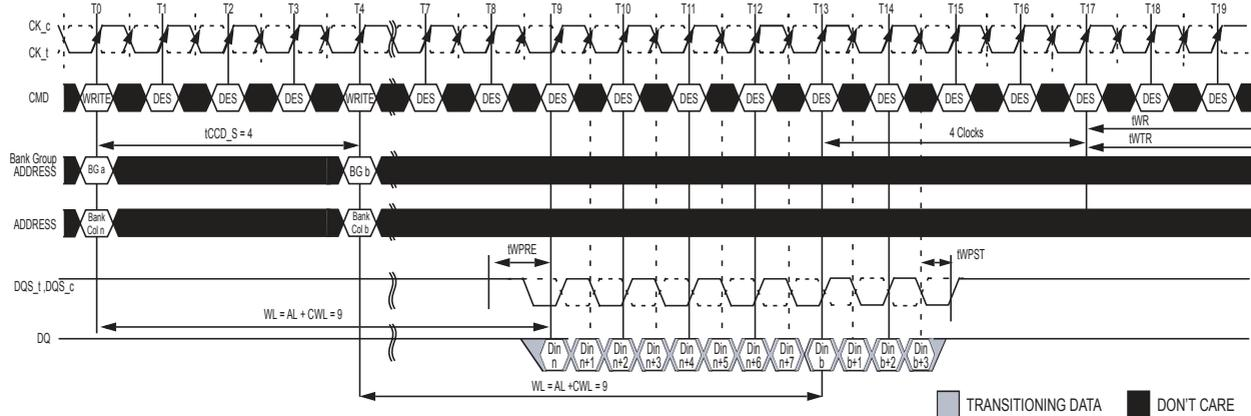 T0 T1 T2 T3 T4 T7 T8 T9 T10 T11 T12 T13 T14 T15 T16 T17 T18 T19
CK_c
CK_t
CMD WRITE DES DES DES WRITE DES DES DES DES DES DES DES DES DES DES DES DES DES
tCCD_S = 4
4 Clocks
tWR
tWTR
Bank Group
ADDRESS
BG a
BG b
ADDRESS
Bank
Col n
Bank
Col b
tWPRE
tWPST
DQS_t ,DQS_c
WL = AL + CWL = 9
DQ
Din Din Din Din Din Din Din Din Din Din Din Din
n n+1 n+2 n+3 n+4 n+5 n+6 n+7 b b+1 b+2 b+3
WL = AL +CWL = 9
TRANSITIONING DATA
DON'T CARE